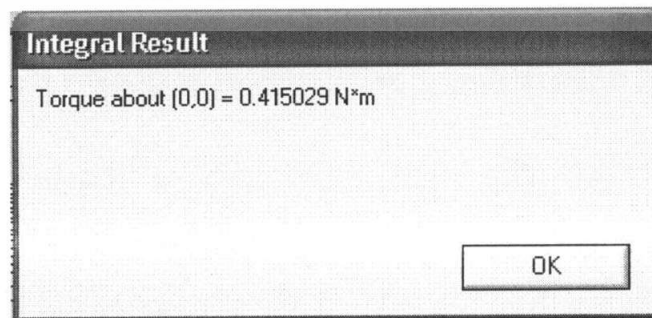 Integral Result
Torque about (0,0) = 0.415029 N*m
OK